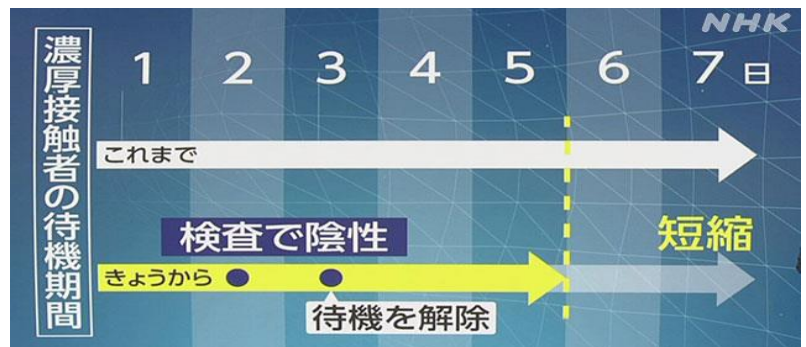 NHK
濃厚接触者の待機期間
1 2 3 4 5 6 7日
これまで
検査で陰性
短縮
きょうから
待機を解除